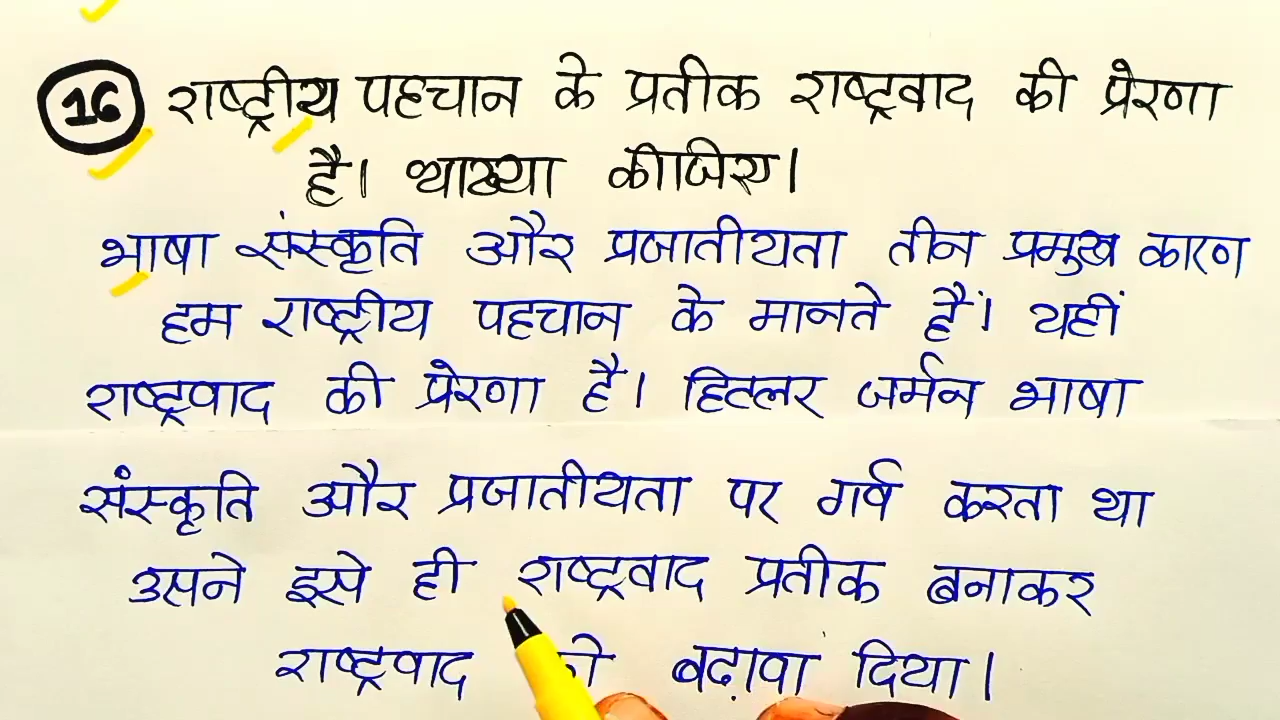 16 राष्ट्रीय पहचान के प्रतीक राष्ट्रवाद की प्रेरणा
है। व्याख्या कीजिए।
भाषा संस्कृति और प्रजातीयता तीन प्रमुख कारण
हम राष्ट्रीय पहचान के मानते हैं। यहीं
राष्ट्रवाद की प्रेरणा है। हिटलर जर्मन भाषा
संस्कृति और प्रजातीयता पर गर्व करता था
उसने इसे ही राष्ट्रवाद प्रतीक बनाकर
राष्ट्रवाद को बढ़ावा दिया।